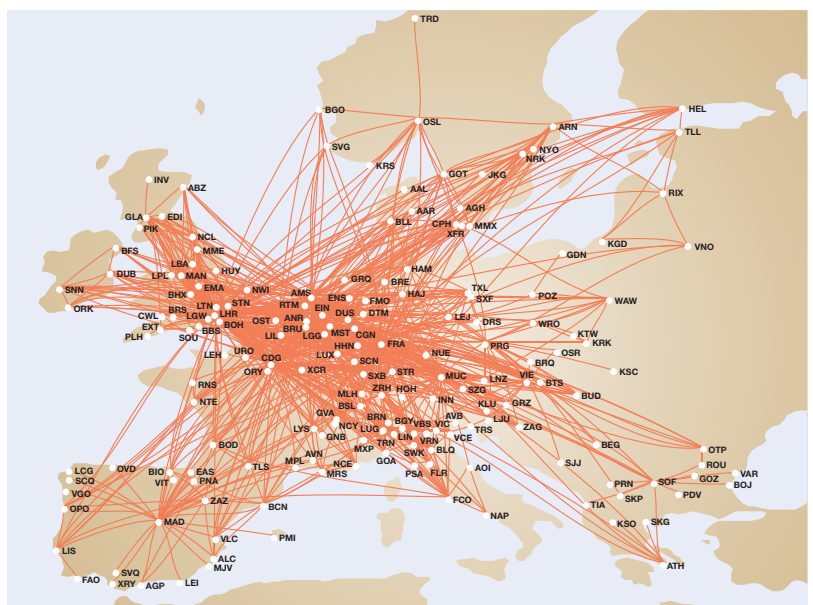 TRD
BGO
OSL
HEL
ARN
TLL
SVG
NYO
NRK
KRS
GOT
JKG
INV
ABZ
AAL
RIX
GLA
EDI
PIK
AAR
AGH
BLL
CPH
MMX
XFR
NCL
MME
KGD
VNO
BFS
GDN
LBA
HUY
HAM
DUB
LPL
MAN
GRQ
BRE
EMA
NWI
SNN
BHX
AMS
ENS
FMO
HAJ
TXL
SXF
POZ
WAW
ORK
LTN
STN
RTM
EIN
DUS
DTM
BRS
CWL
LGW
LHR
OST
ANR
LEJ
DRS
WRO
EXT
BBS
BOH
BRU
PLH
SOU
LIL
LGG
MST
CGN
KTW
KRK
HHN
FRA
PRG
LEH
URO
CDG
LUX
NUE
OSR
SCN
BRQ
ORY
XCR
SXB
STR
MUC
LNZ
VIE
BTS
KSC
RNS
MLH
ZRH
HOH
SZG
BUD
NTE
BSL
INN
KLU
GRZ
GVA
BRN
BGY
VBS
VIC
AVB
LJU
LYS
NCY
LUG
LIN
TRS
ZAG
GNB
TRN
VRN
VCE
BOD
MXP
SWK
BLQ
BEG
AVN
NCE
GOA
OTP
LCG
OVD
BIO
EAS
TLS
MPL
MRS
PSA
FLR
AOI
SJJ
ROU
SCQ
VIT
PNA
GOZ
VAR
VGO
PRN
SOF
BOJ
ZAZ
FCO
SKP
PDV
OPO
BCN
TIA
MAD
NAP
KSO
SKG
VLC
PMI
LIS
ALC
MJV
ATH
FAO
SVQ
XRY
AGP
LEI